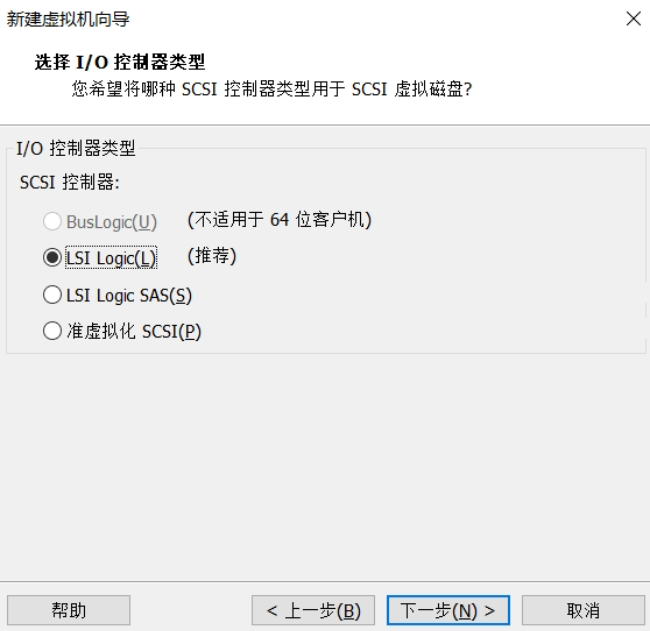 新建虚拟机向导
选择 I/O 控制器类型
您希望将哪种 SCSI 控制器类型用于 SCSI 虚拟磁盘?
I/O 控制器类型
SCSI 控制器:
BusLogic(U) (不适用于 64 位客户机)
LSI Logic(L) (推荐)
LSI Logic SAS(S)
准虚拟化 SCSI(P)
帮助 < 上一步(B) 下一步(N) > 取消